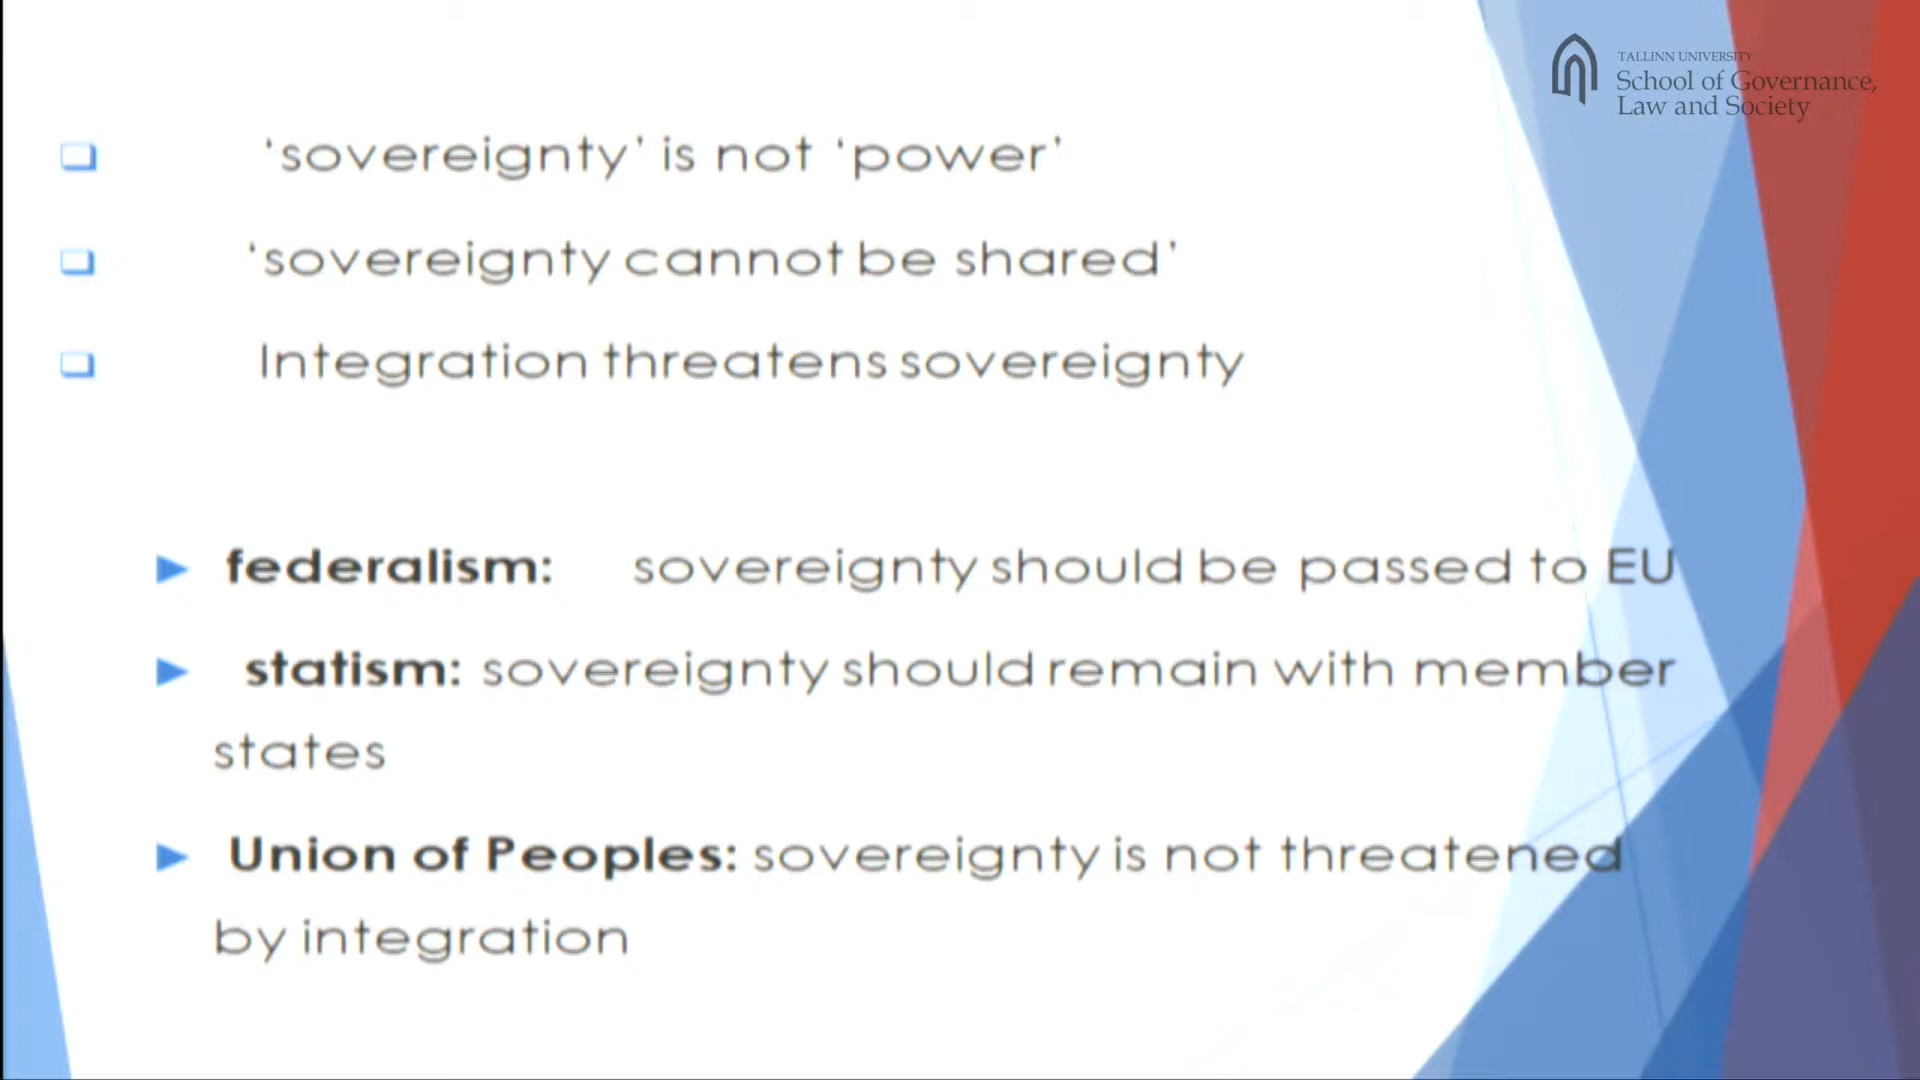 TALLINN UNIVERSITY
School of Governance,
Law and Society
‘sovereignty’ is not ‘power’
‘sovereignty cannot be shared’
Integration threatens sovereignty
federalism: sovereignty should be passed to EU
statism: sovereignty should remain with member
states
Union of Peoples: sovereignty is not threatened
by integration